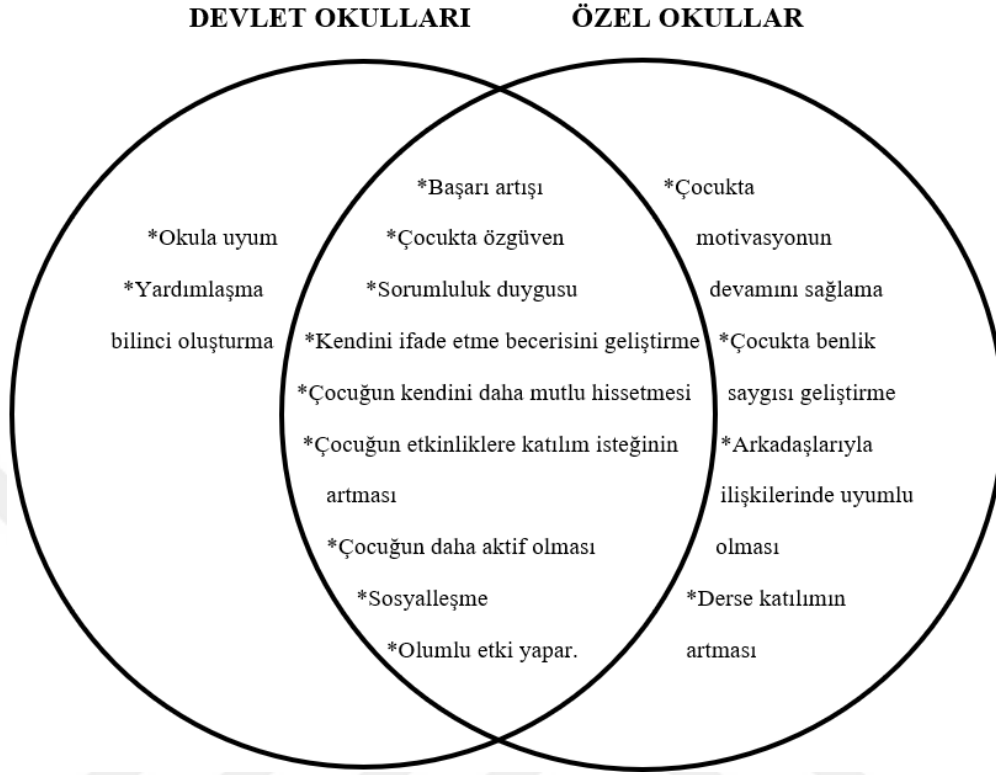 DEVLET OKULLARI
ÖZEL OKULLAR
*Okula uyum
*Yardımlaşma
bilinci oluşturma
*Başarı artışı
*Çocukta özgüven
*Sorumluluk duygusu
*Kendini ifade etme becerisini geliştirme
*Çocuğun kendini daha mutlu hissetmesi
*Çocuğun etkinliklere katılım isteğinin
artması
*Çocuğun daha aktif olması
*Sosyalleşme
*Olumlu etki yapar.
*Çocukta
motivasyonun
devamını sağlama
*Çocukta benlik
saygısı geliştirme
*Arkadaşlarıyla
ilişkilerinde uyumlu
olması
*Derse katılımın
artması